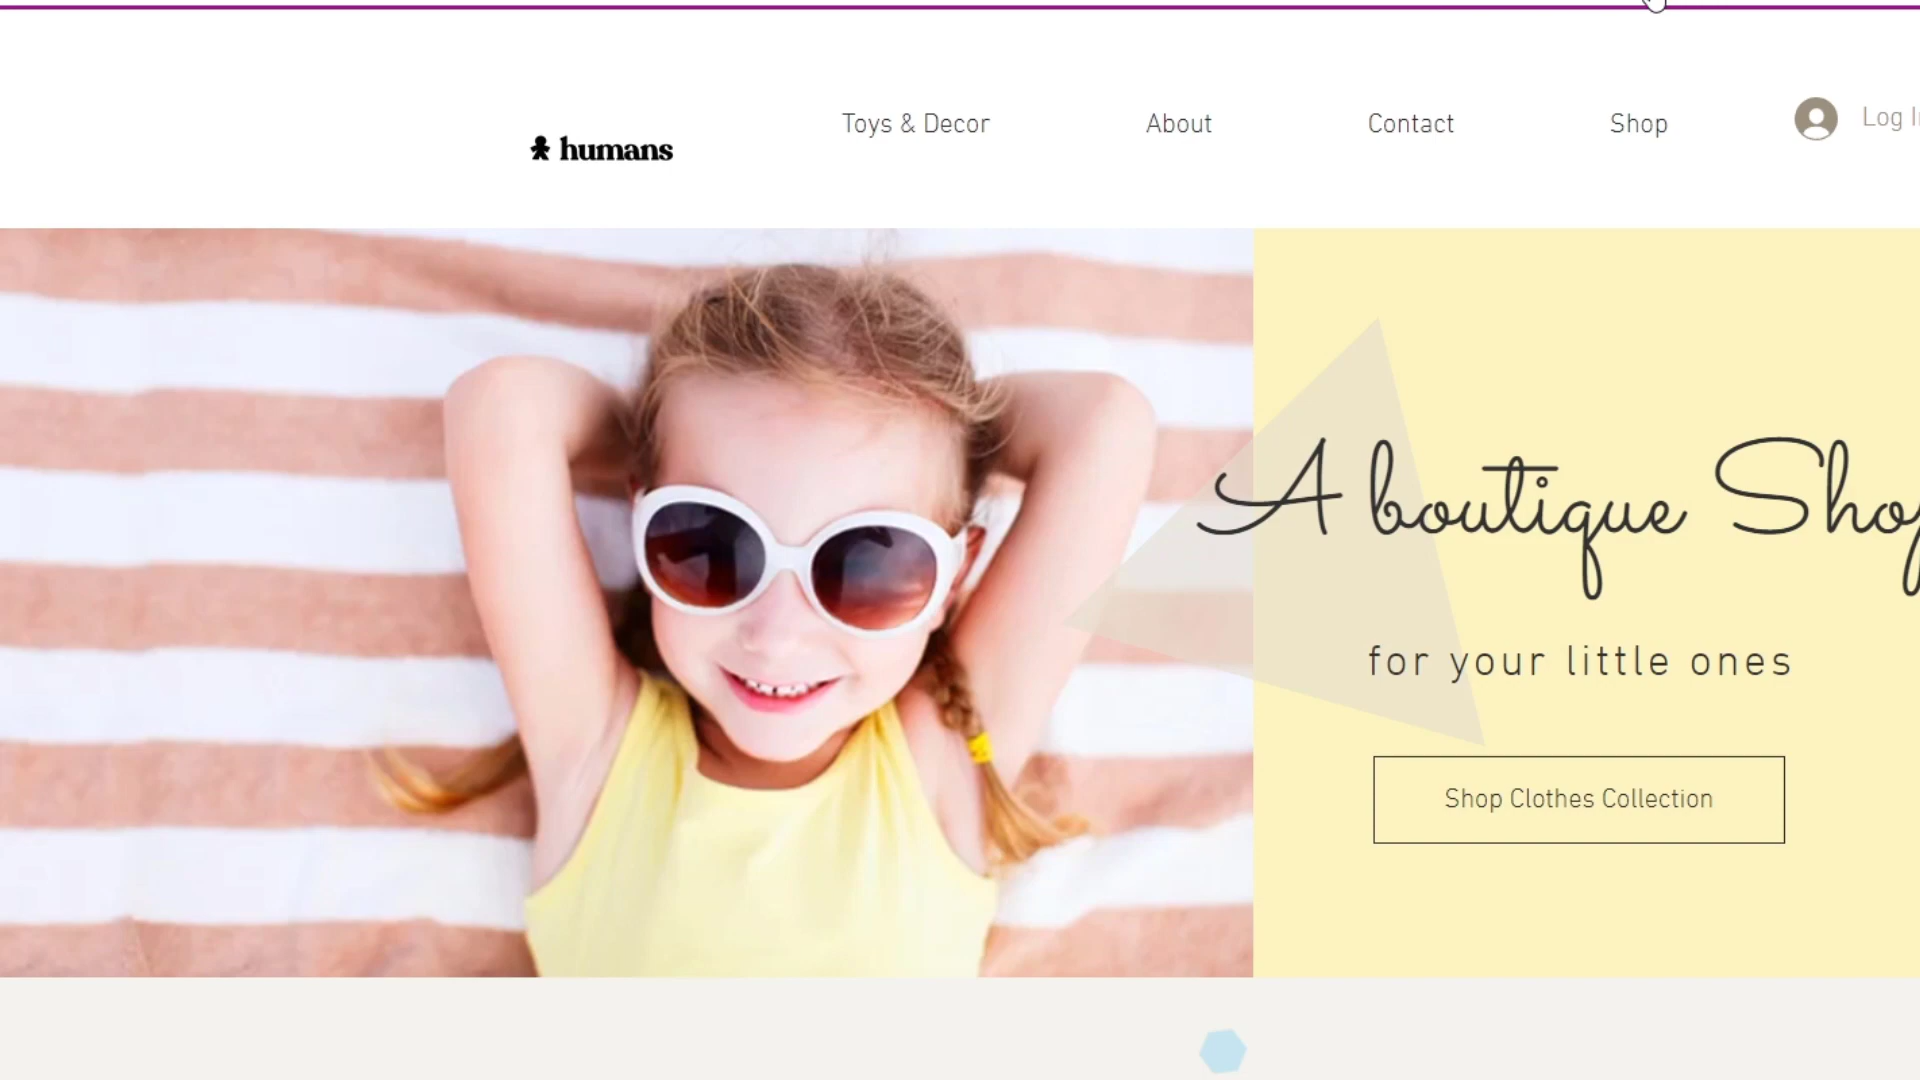 humans
Toys & Decor
About
Contact
Shop
Log
A boutique
for your little ones
Shop Clothes Collection